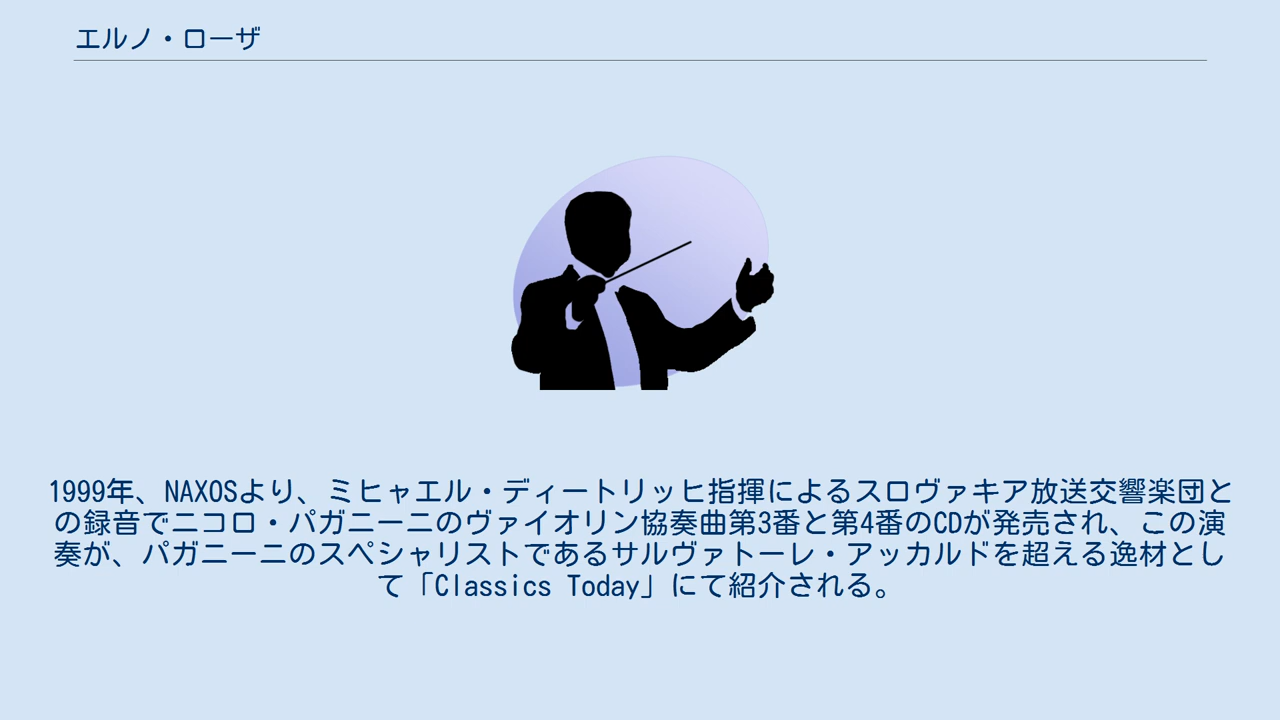 エルノ・ローザ
1999年、NAXOSより、ミヒャエル・ディートリッヒ指揮によるスロヴァキア放送交響楽団と
の録音でニコロ・パガニーニのヴァイオリン協奏曲第3番と第4番のCDが発売され、この演
奏が、パガニーニのスペシャリストであるサルヴァトーレ・アッカルドを超える逸材とし
て「Classics Today」にて紹介される。